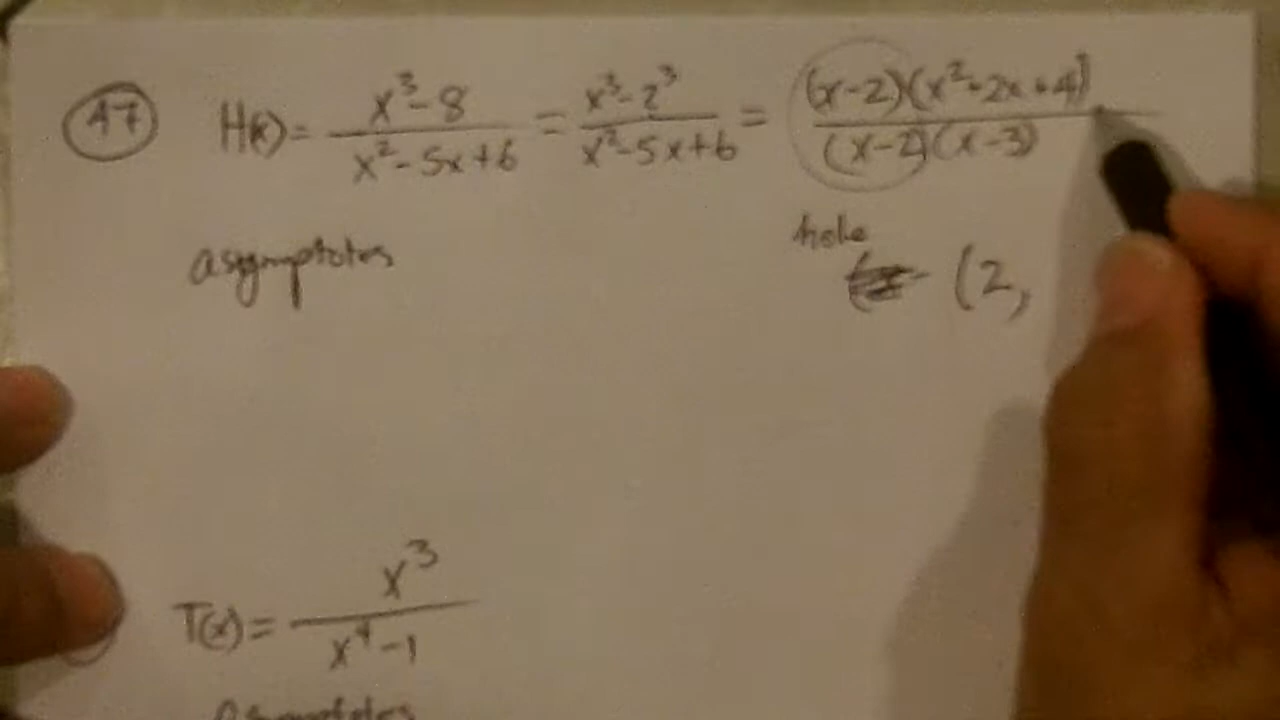 47 H(x) = x³-8 / x²-5x+6 = x³-2³ / x²-5x+6 = (x-2)(x²+2x+4) / (x-2)(x-3)
asymptotes
hole
(2,
T(x) = x³ / x⁴-1
Asymptotes